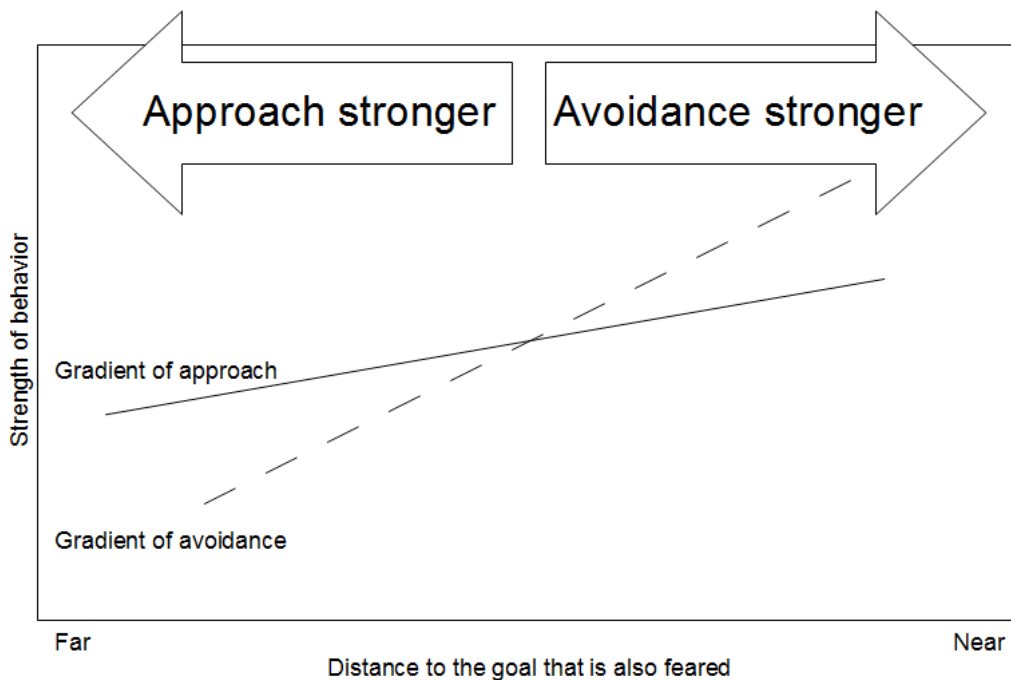 Approach stronger
Avoidance stronger
Strength of behavior
Gradient of approach
Gradient of avoidance
Far
Near
Distance to the goal that is also feared